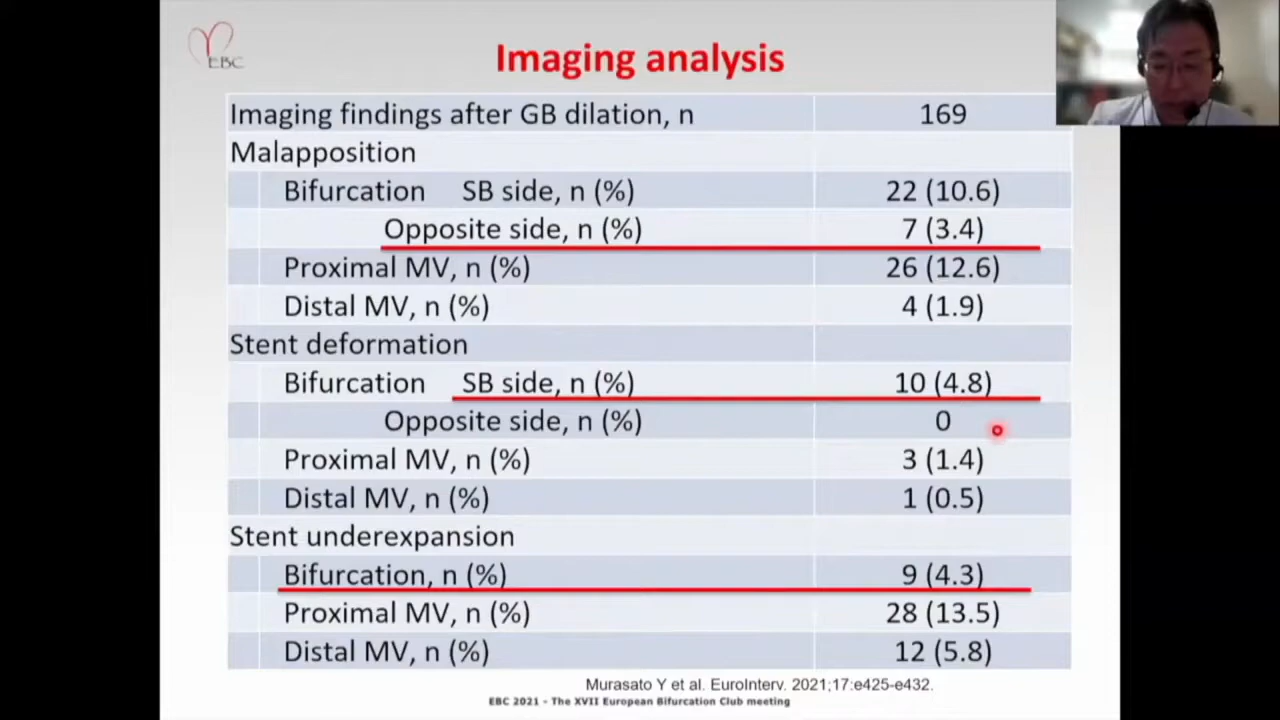 EBC
Imaging analysis
Imaging findings after GB dilation, n 169
Malapposition
Bifurcation SB side, n (%) 22 (10.6)
Opposite side, n (%) 7 (3.4)
Proximal MV, n (%) 26 (12.6)
Distal MV, n (%) 4 (1.9)
Stent deformation
Bifurcation SB side, n (%) 10 (4.8)
Opposite side, n (%) 0
Proximal MV, n (%) 3 (1.4)
Distal MV, n (%) 1 (0.5)
Stent underexpansion
Bifurcation, n (%) 9 (4.3)
Proximal MV, n (%) 28 (13.5)
Distal MV, n (%) 12 (5.8)
Murasato Y et al. EuroInterv. 2021;17:e425-e432.
EBC 2021 - The XVII European Bifurcation Club meeting